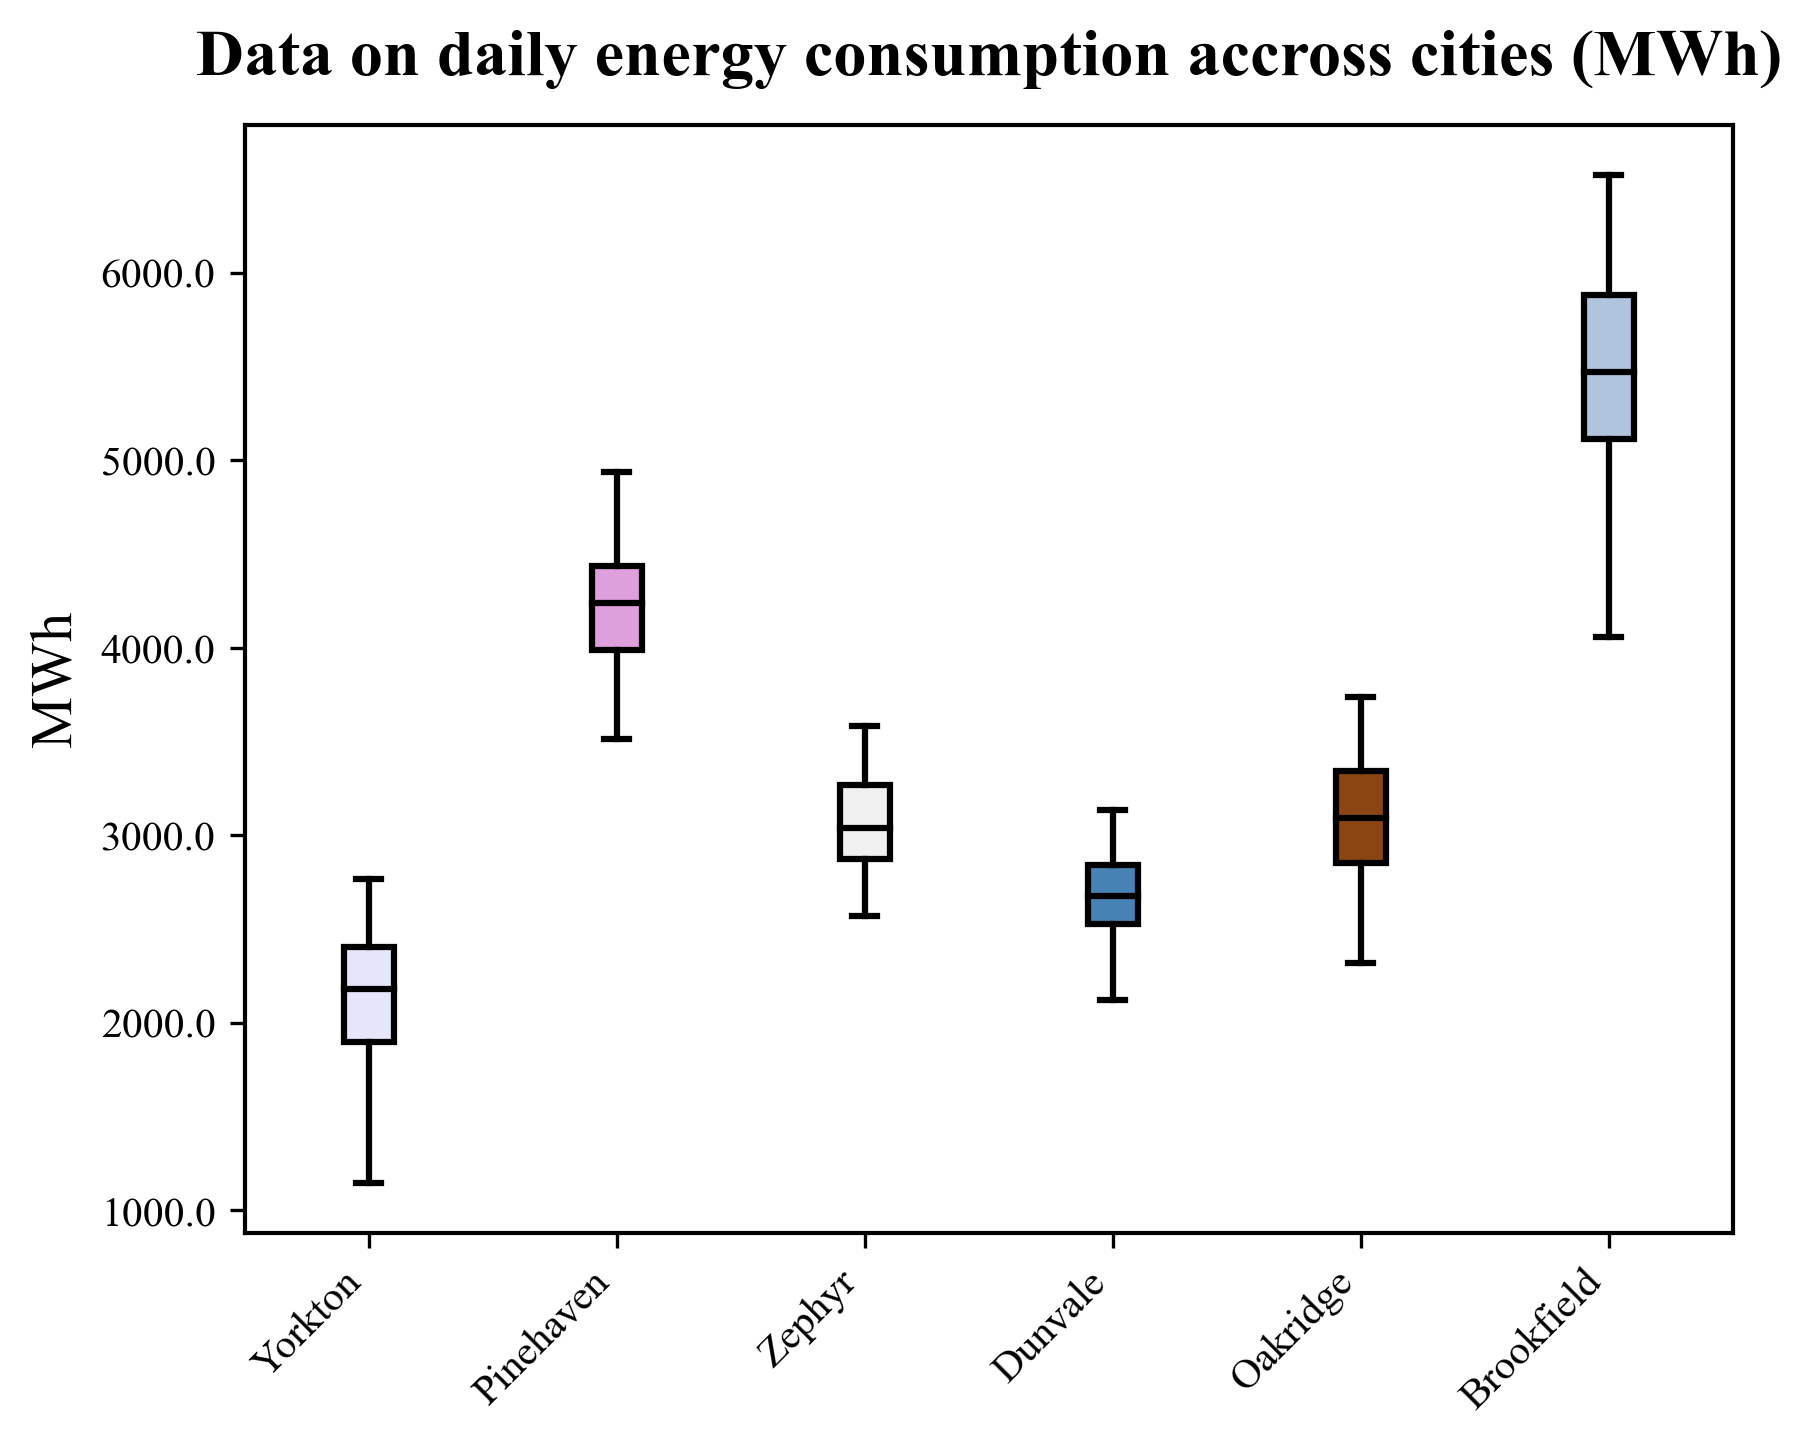 Data on daily energy consumption accross cities (MWh)
MWh
6000.0
5000.0
4000.0
3000.0
2000.0
1000.0
Yorkton
Pinehaven
Zephyr
Dunvale
Oakridge
Brookfield